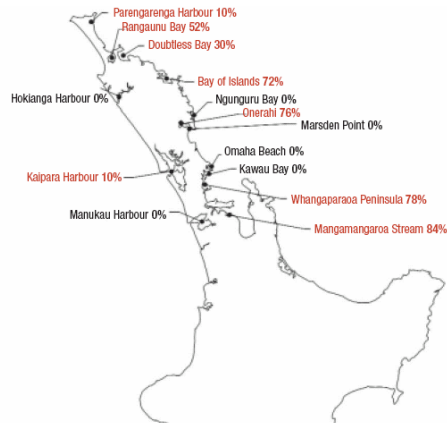 Parengarenga Harbour 10%
Rangaunu Bay 52%
Doubtless Bay 30%
Bay of Islands 72%
Hokianga Harbour 0%
Ngunguru Bay 0%
Onerahi 76%
Marsden Point 0%
Omaha Beach 0%
Kawau Bay 0%
Kaipara Harbour 10%
Whangaparaoa Peninsula 78%
Manukau Harbour 0%
Mangamangaroa Stream 84%